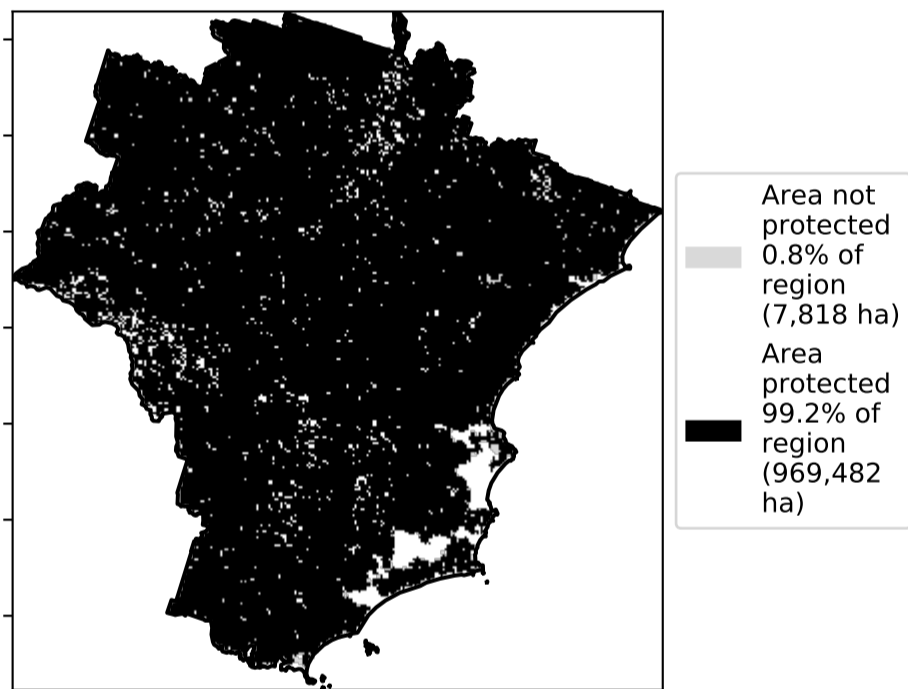 Area not
protected
0.8% of
region
(7,818 ha)
Area
protected
99.2% of
region
(969,482
ha)